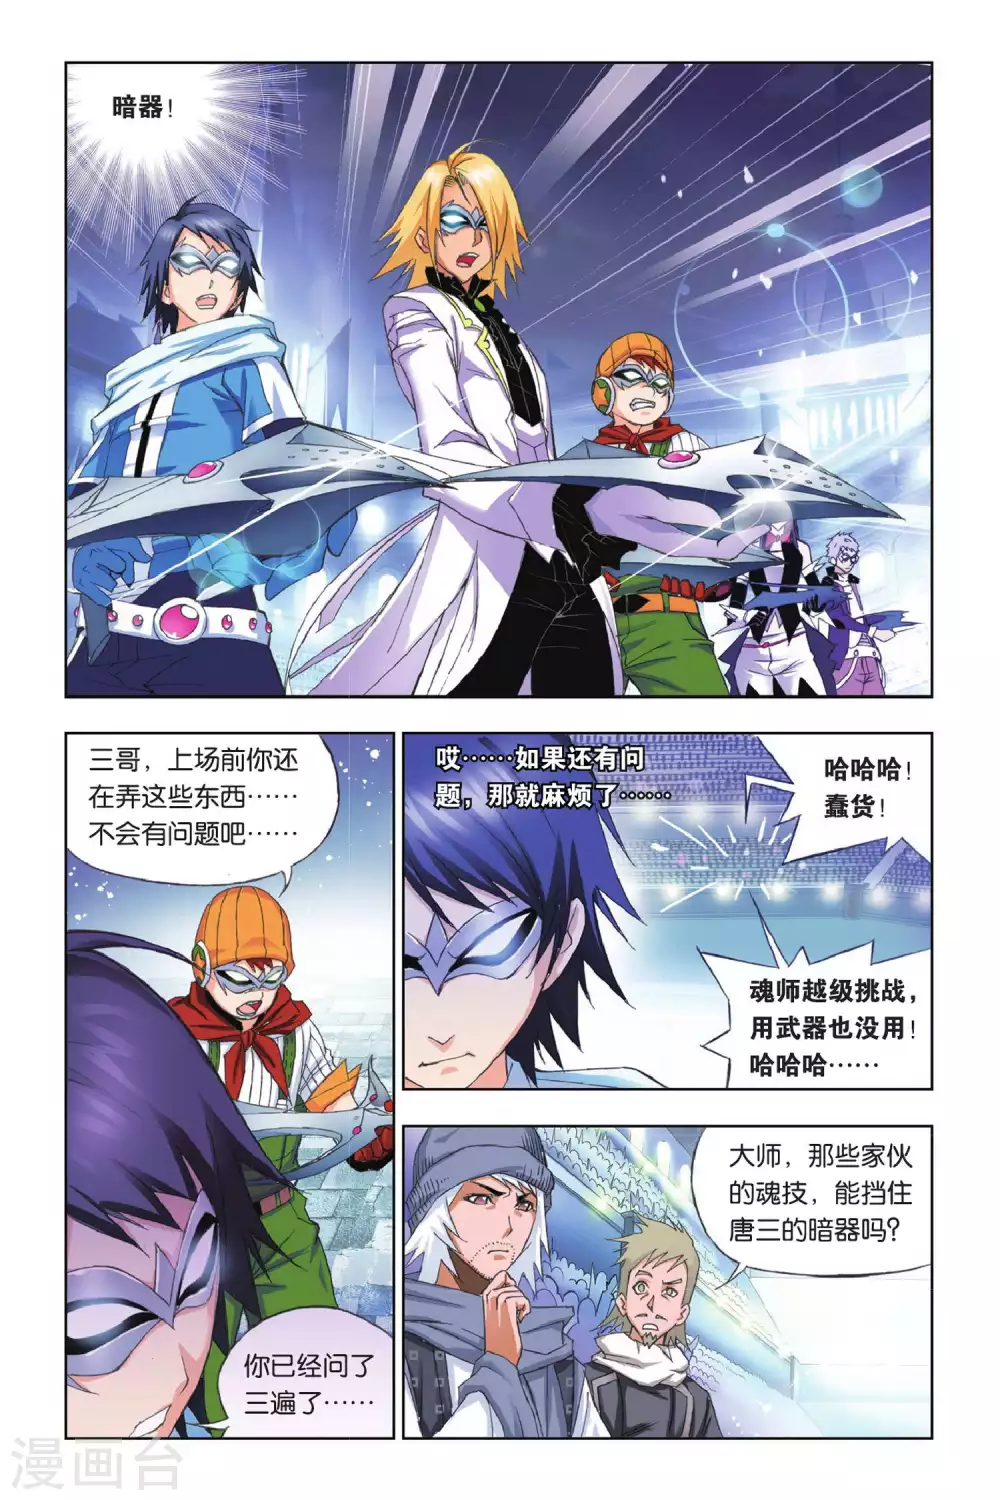 暗器！
三哥，上场前你还
在弄这些东西……
不会有问题吧……
你已经问了
三遍了……
哎……如果还有问
题，那就麻烦了……
哈哈哈！
蠢货！
魂师越级挑战，
用武器也没用！
哈哈哈……
大师，那些家伙
的魂技，能挡住
唐三的暗器吗？
漫画台